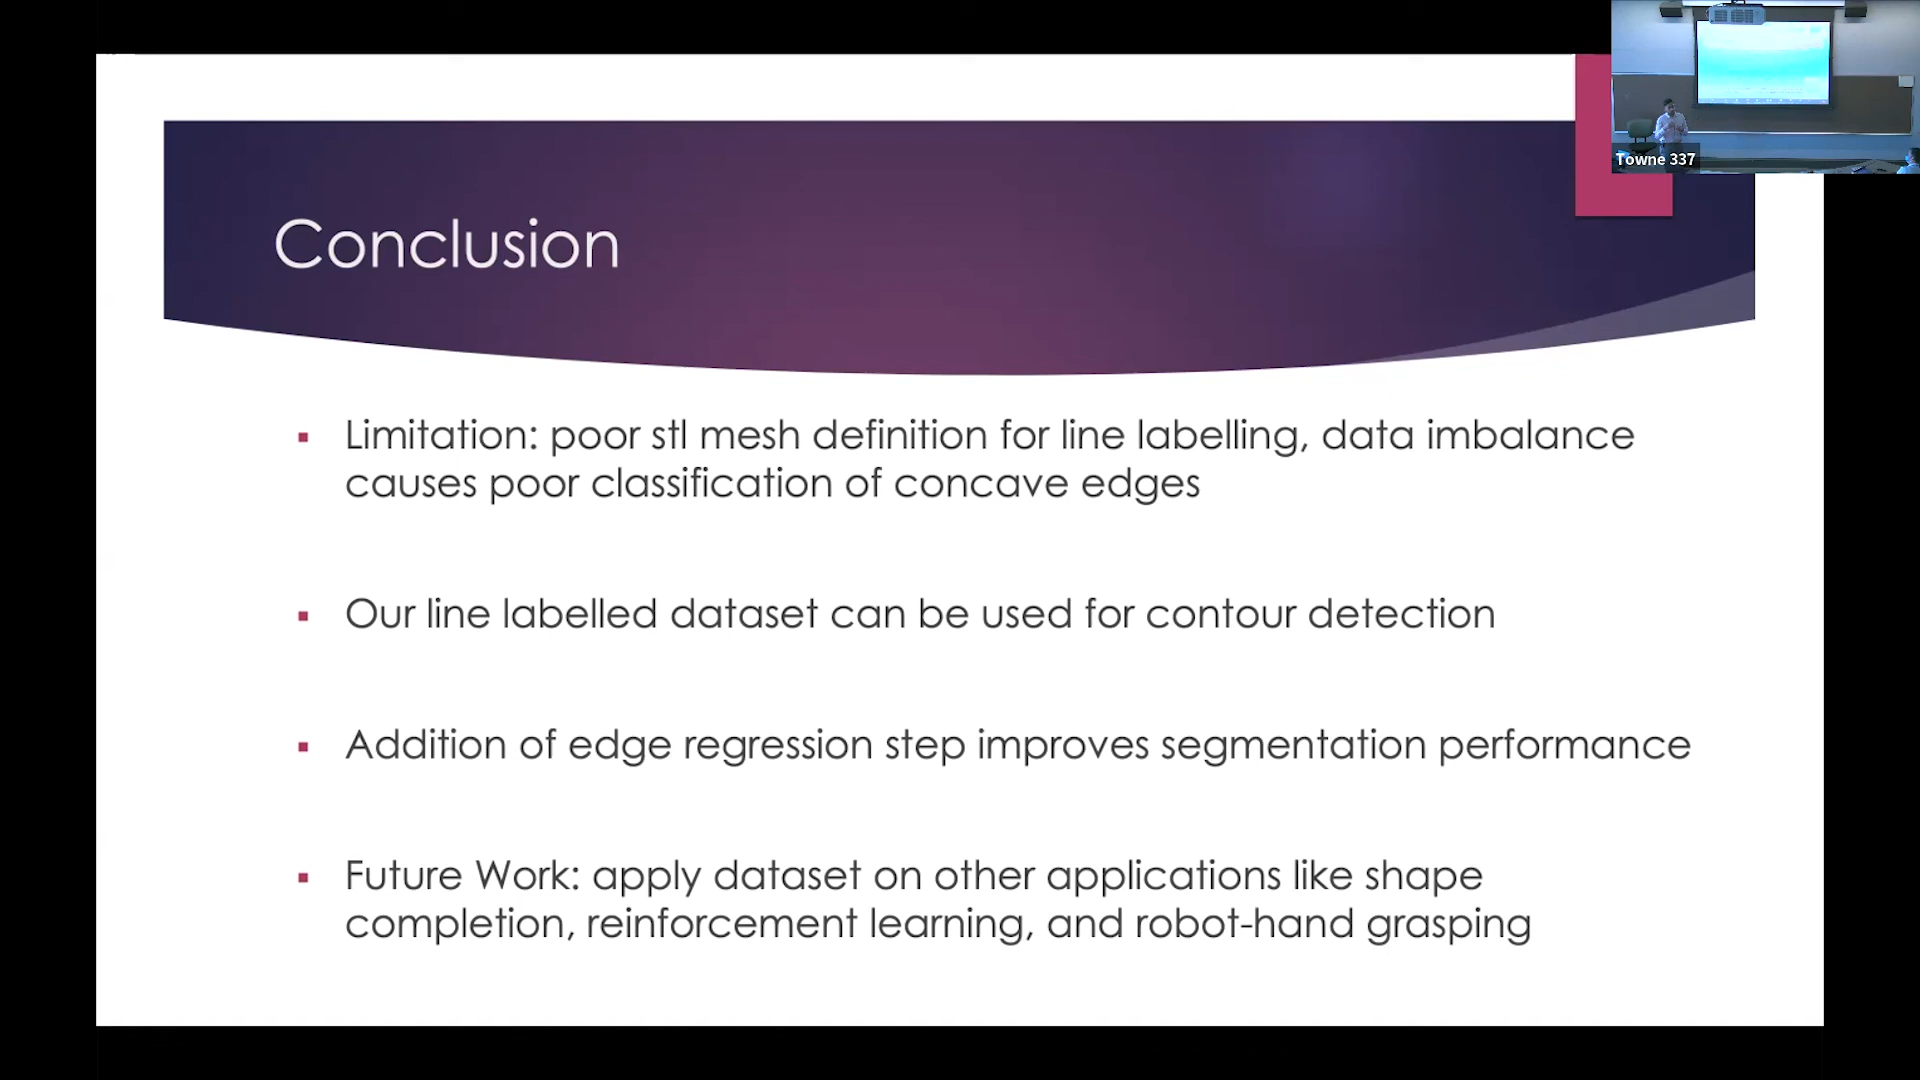 Towne 337
Conclusion
Limitation: poor stl mesh definition for line labelling, data imbalance
causes poor classification of concave edges
Our line labelled dataset can be used for contour detection
Addition of edge regression step improves segmentation performance
Future Work: apply dataset on other applications like shape
completion, reinforcement learning, and robot-hand grasping